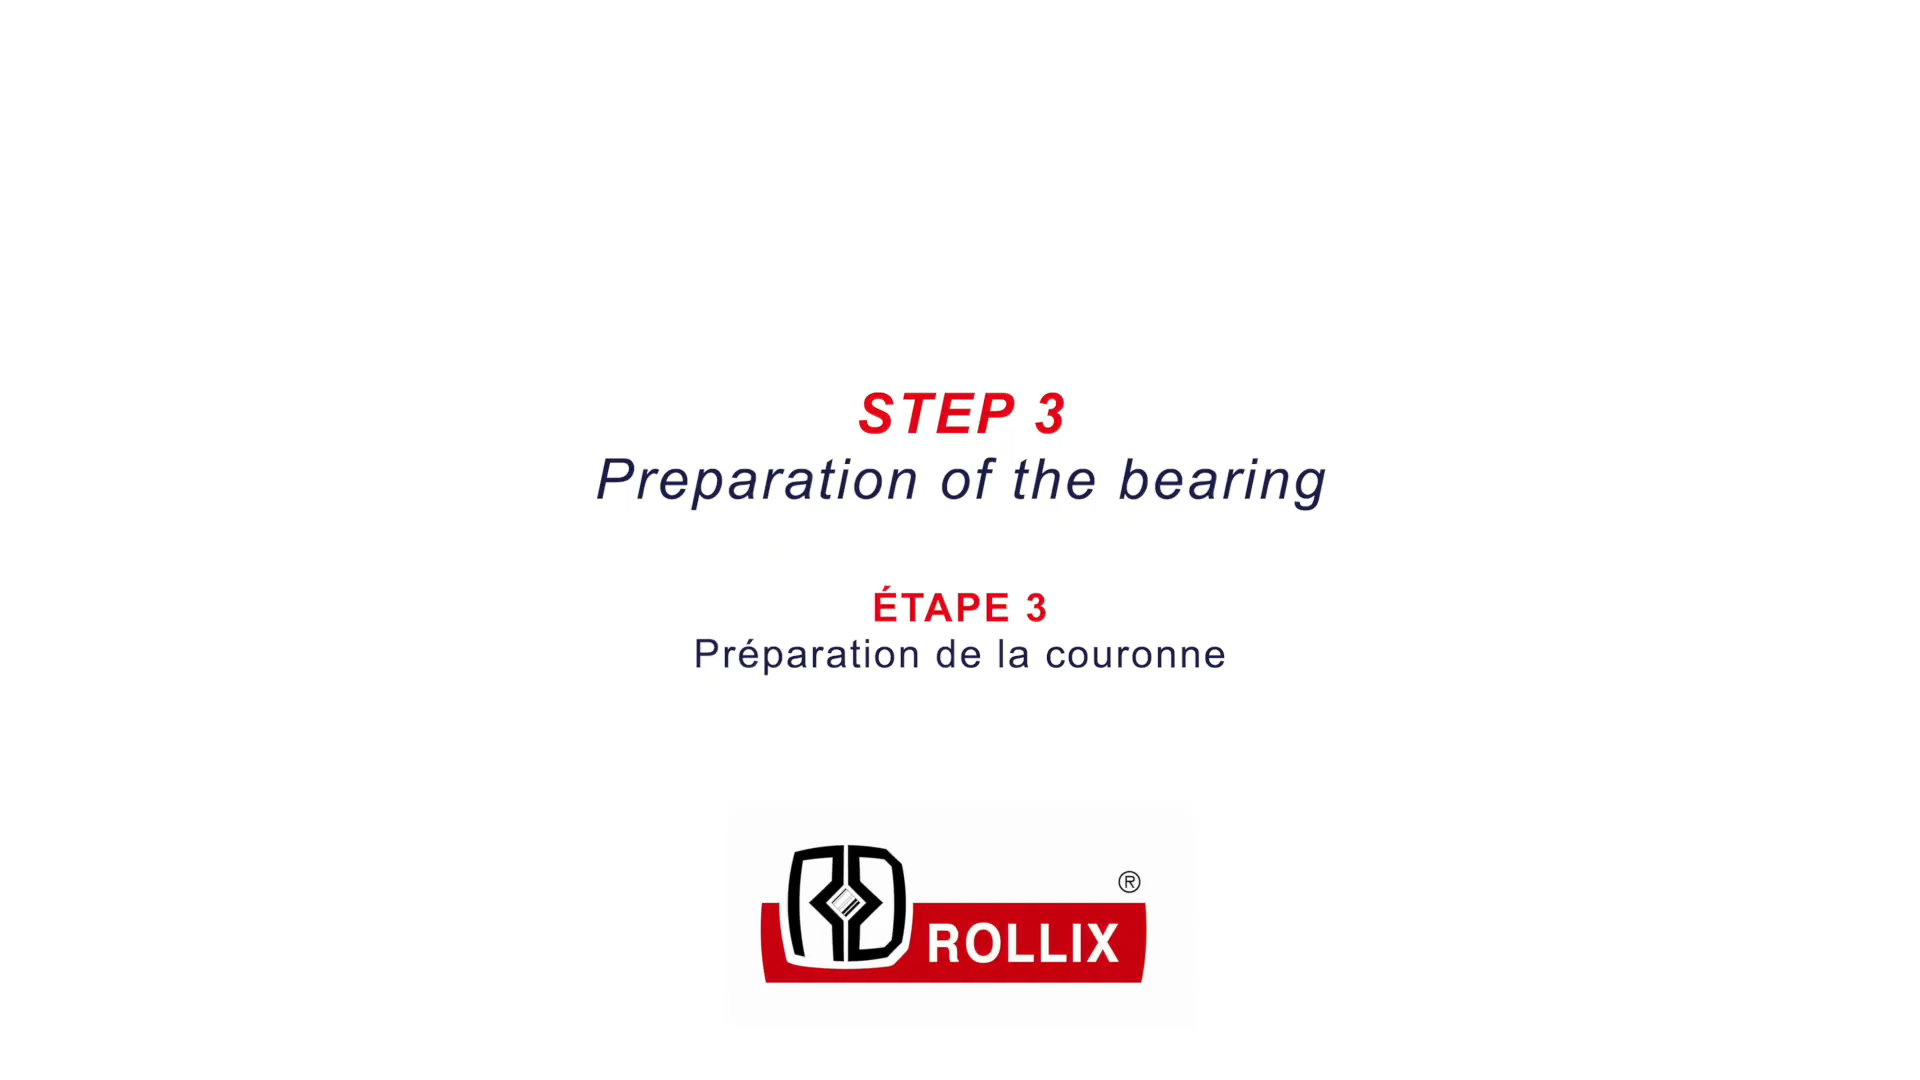 STEP 3
Preparation of the bearing
ÉTAPE 3
Préparation de la couronne
®
ROLLIX